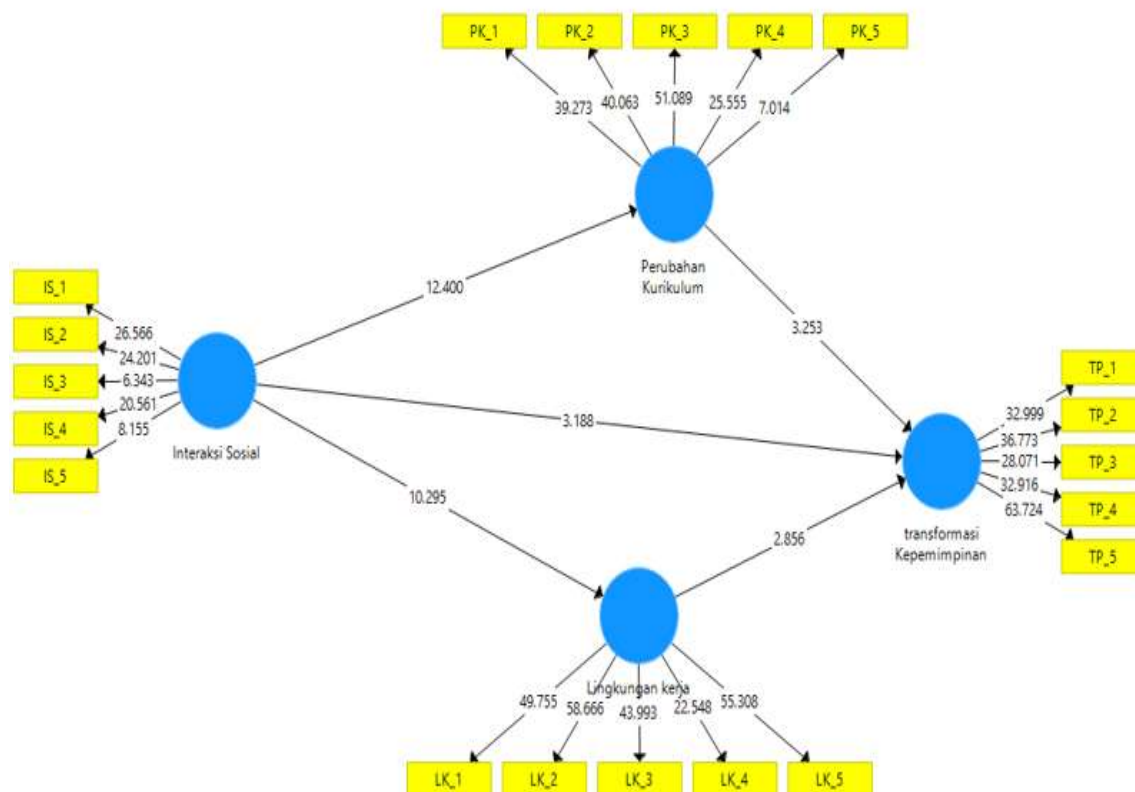 PK_1
PK_2
PK_3
PK_4
PK_5
39.273
40.063
51.089
25.555
7.014
Perubahan
Kurikulum
12.400
3.253
IS_1
IS_2
IS_3
IS_4
IS_5
26.566
24.201
6.343
20.561
8.155
Interaksi Sosial
3.188
10.295
2.856
TP_1
TP_2
TP_3
TP_4
TP_5
32.999
36.773
28.071
32.916
63.724
transformasi
Kepemimpinan
Lingkungan kerja
49.755
58.666
43.993
22.548
55.308
LK_1
LK_2
LK_3
LK_4
LK_5